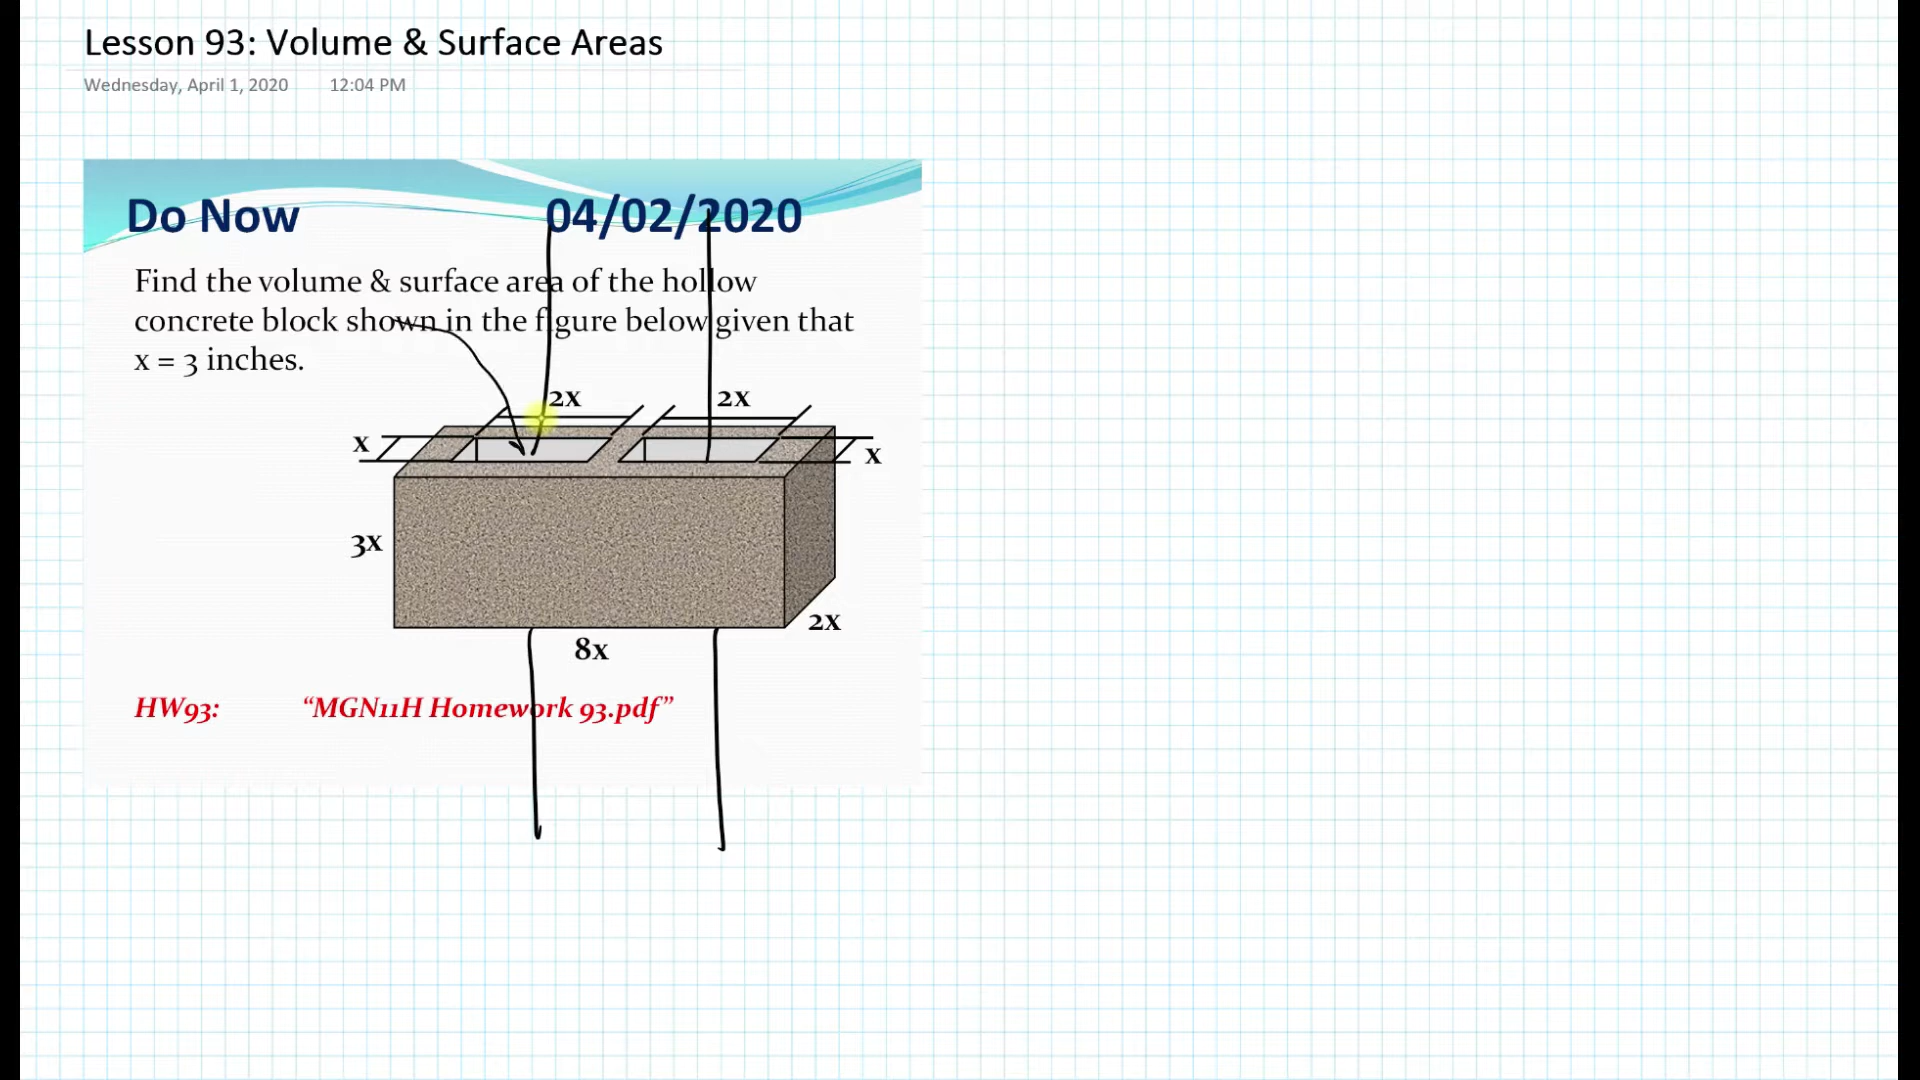 Lesson 93: Volume & Surface Areas
Wednesday, April 1, 2020 12:04 PM
Do Now 04/02/2020
Find the volume & surface area of the hollow
concrete block shown in the figure below given that
x = 3 inches.
2x 2x
x
x
3x
2x
8x
HW93: “MGN11H Homework 93.pdf”